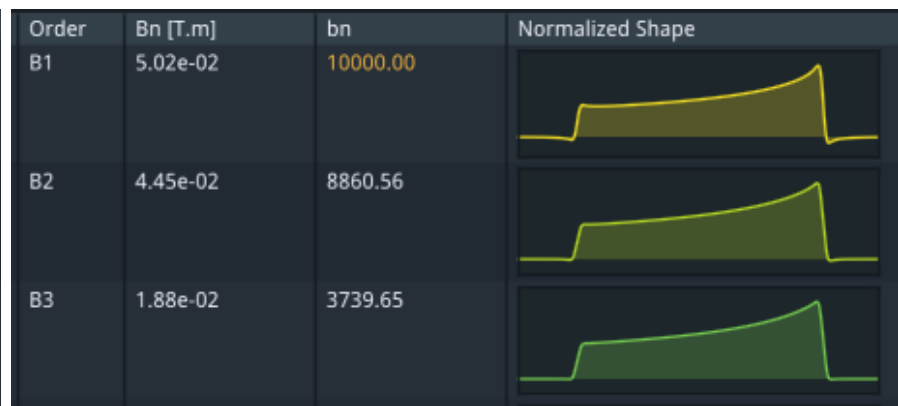 Order Bn [T.m] bn Normalized Shape
B1 5.02e-02 10000.00
B2 4.45e-02 8860.56
B3 1.88e-02 3739.65